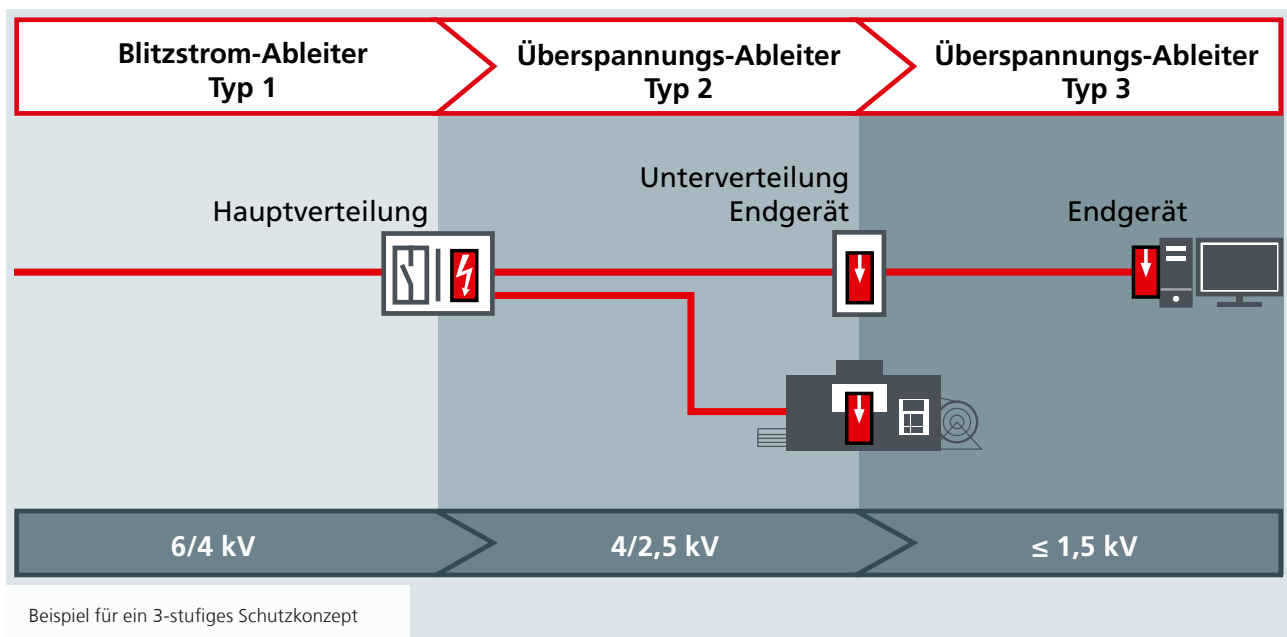 Blitzstrom-Ableiter
Typ 1
Überspannungs-Ableiter
Typ 2
Überspannungs-Ableiter
Typ 3
Hauptverteilung
Unterverteilung
Endgerät
Endgerät
6/4 kV
4/2,5 kV
≤ 1,5 kV
Beispiel für ein 3-stufiges Schutzkonzept